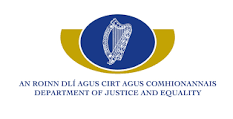 AN ROINN DLÍ AGUS CIRT AGUS COMHIONANNAIS
DEPARTMENT OF JUSTICE AND EQUALITY